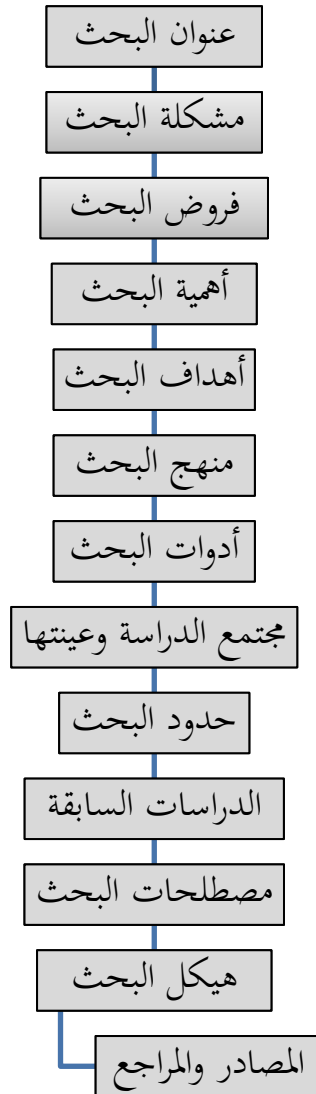 عنوان البحث
مشكلة البحث
فروض البحث
أهمية البحث
أهداف البحث
منهج البحث
أدوات البحث
مجتمع الدراسة وعينتها
حدود البحث
الدراسات السابقة
مصطلحات البحث
هيكل البحث
المصادر والمراجع